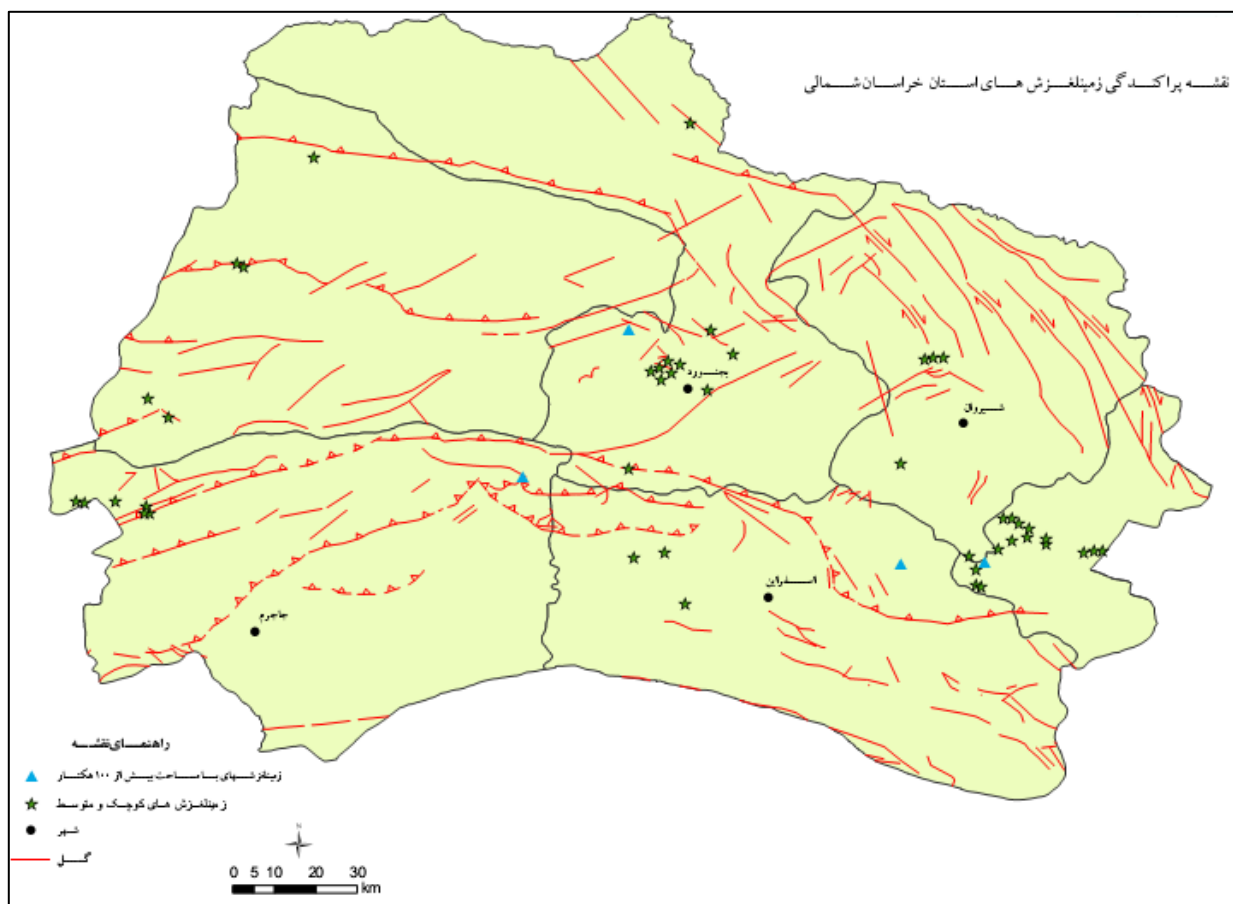 نقشه پراکندگی زمینلغزش های استان خراسان شمالی
بجنورد
شیروان
اسفراین
جاجرم
راهنمای نقشه
زمینلغزشهای با مساحت بیش از ۱۰۰ هکتار
زمینلغزش های کوچک و متوسط
شهر
گسل
N
0 5 10 20 30
km